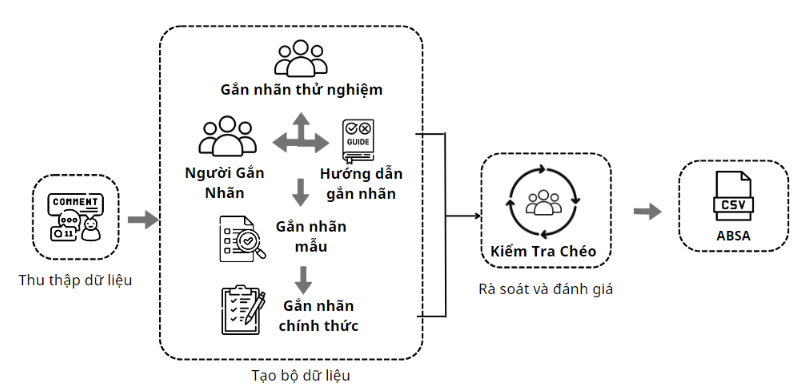 Gắn nhãn thử nghiệm
GUIDE
Người Gắn
Nhãn
Hướng dẫn
gắn nhãn
COMMENT
11
Thu thập dữ liệu
Gắn nhãn
mẫu
Gắn nhãn
chính thức
Tạo bộ dữ liệu
Kiểm Tra Chéo
Rà soát và đánh giá
CSV
ABSA